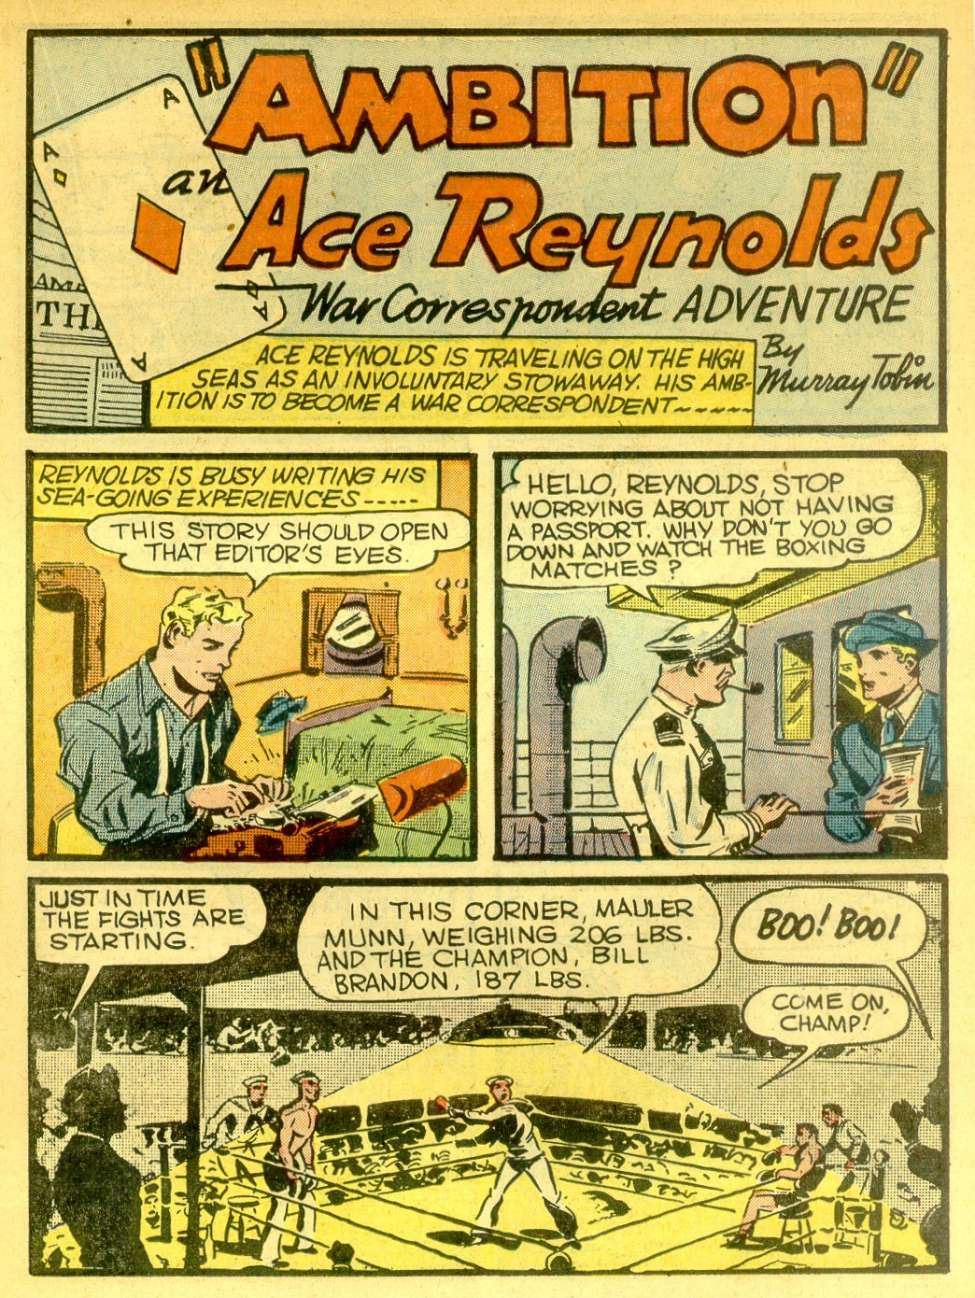 "AMBITION"
an
Ace Reynolds
War Correspondent ADVENTURE
By
Murray Tobin
A
A
A
A
THE
ACE REYNOLDS IS TRAVELING ON THE HIGH
SEAS AS AN INVOLUNTARY STOWAWAY. HIS AMB-
ITION IS TO BECOME A WAR CORRESPONDENT~~~~~
REYNOLDS IS BUSY WRITING HIS
SEA-GOING EXPERIENCES-----
THIS STORY SHOULD OPEN
THAT EDITOR'S EYES.
HELLO, REYNOLDS, STOP
WORRYING ABOUT NOT HAVING
A PASSPORT. WHY DON'T YOU GO
DOWN AND WATCH THE BOXING
MATCHES?
JUST IN TIME
THE FIGHTS ARE
STARTING.
IN THIS CORNER, MAULER
MUNN, WEIGHING 206 LBS.
AND THE CHAMPION, BILL
BRANDON, 187 LBS.
BOO! BOO!
COME ON,
CHAMP!